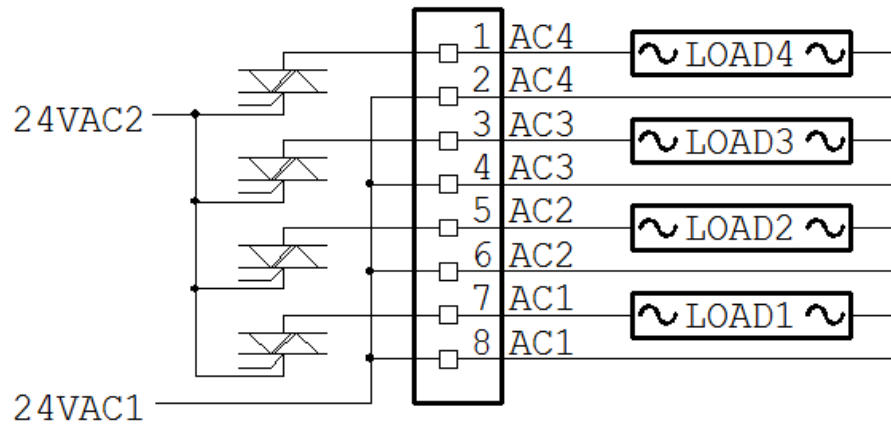 1 AC4 LOAD4
2 AC4
24VAC2
3 AC3 LOAD3
4 AC3
5 AC2 LOAD2
6 AC2
7 AC1 LOAD1
8 AC1
24VAC1